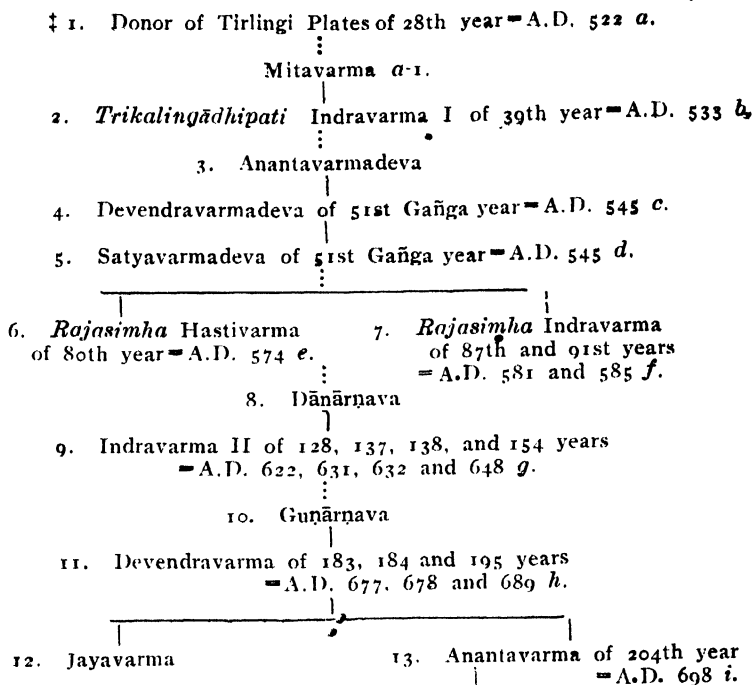 ‡ 1. Donor of Tirlingi Plates of 28th year=A.D. 522 a.
Mitavarma a-1.
2. Trikalingādhipati Indravarma I of 39th year=A.D. 533 b,
3. Anantavarmadeva
4. Devendravarmadeva of 51st Gañga year=A.D. 545 c.
5. Satyavarmadeva of 51st Gañga year=A.D. 545 d.
6. Rajasimha Hastivarma 7. Rajasimha Indravarma
of 80th year=A.D. 574 e. of 87th and 91st years
=A.D. 581 and 585 f.
8. Dānārṇava
9. Indravarma II of 128, 137, 138, and 154 years
=A.D. 622, 631, 632 and 648 g.
10. Guṇārṇava
11. Devendravarma of 183, 184 and 195 years
=A.D. 677, 678 and 689 h.
12. Jayavarma 13. Anantavarma of 204th year
=A.D. 698 i.